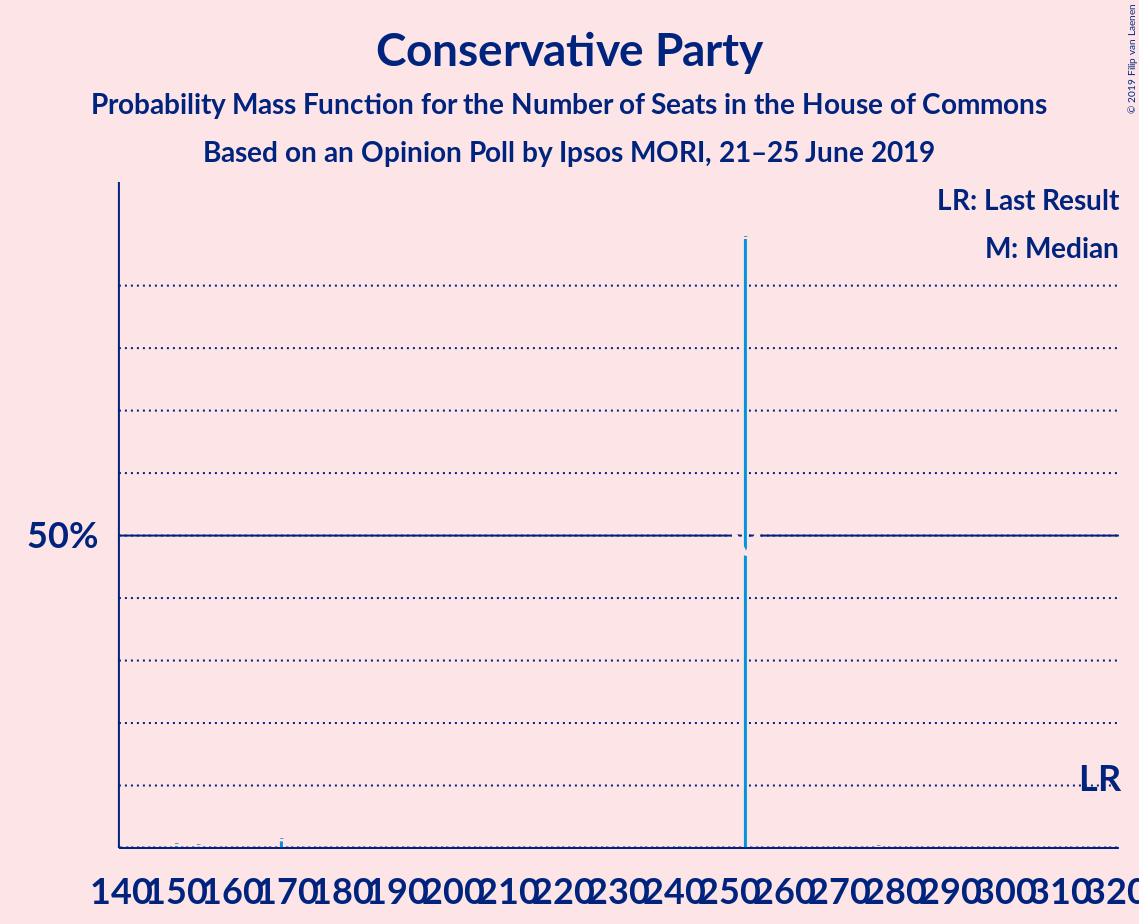 Conservative Party
Probability Mass Function for the Number of Seats in the House of Commons
Based on an Opinion Poll by Ipsos MORI, 21–25 June 2019
© 2019 Filip van Laenen
LR: Last Result
M: Median
50%
LR
140 150 160 170 180 190 200 210 220 230 240 250 260 270 280 290 300 310 320